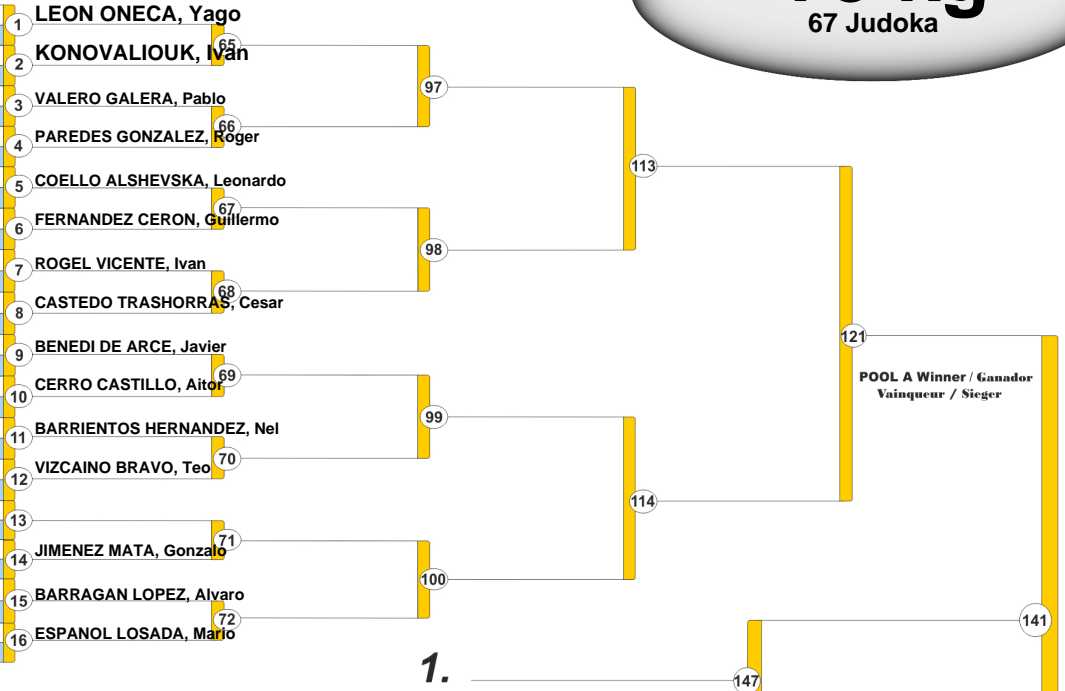 67 Judoka
1 LEON ONECA, Yago
65
2 KONOVALIOUK, Ivan
97
3 VALERO GALERA, Pablo
66
4 PAREDES GONZALEZ, Roger
113
5 COELLO ALSHEVSKA, Leonardo
67
6 FERNANDEZ CERON, Guillermo
98
7 ROGEL VICENTE, Ivan
68
8 CASTEDO TRASHORRAS, Cesar
121
9 BENEDI DE ARCE, Javier
69
10 CERRO CASTILLO, Aitor
POOL A Winner / Ganador
Vainqueur / Sieger
99
11 BARRIENTOS HERNANDEZ, Nel
70
12 VIZCAINO BRAVO, Teo
114
13
71
14 JIMENEZ MATA, Gonzalo
100
15 BARRAGAN LOPEZ, Alvaro
72
16 ESPANOL LOSADA, Mario
141
1.
147